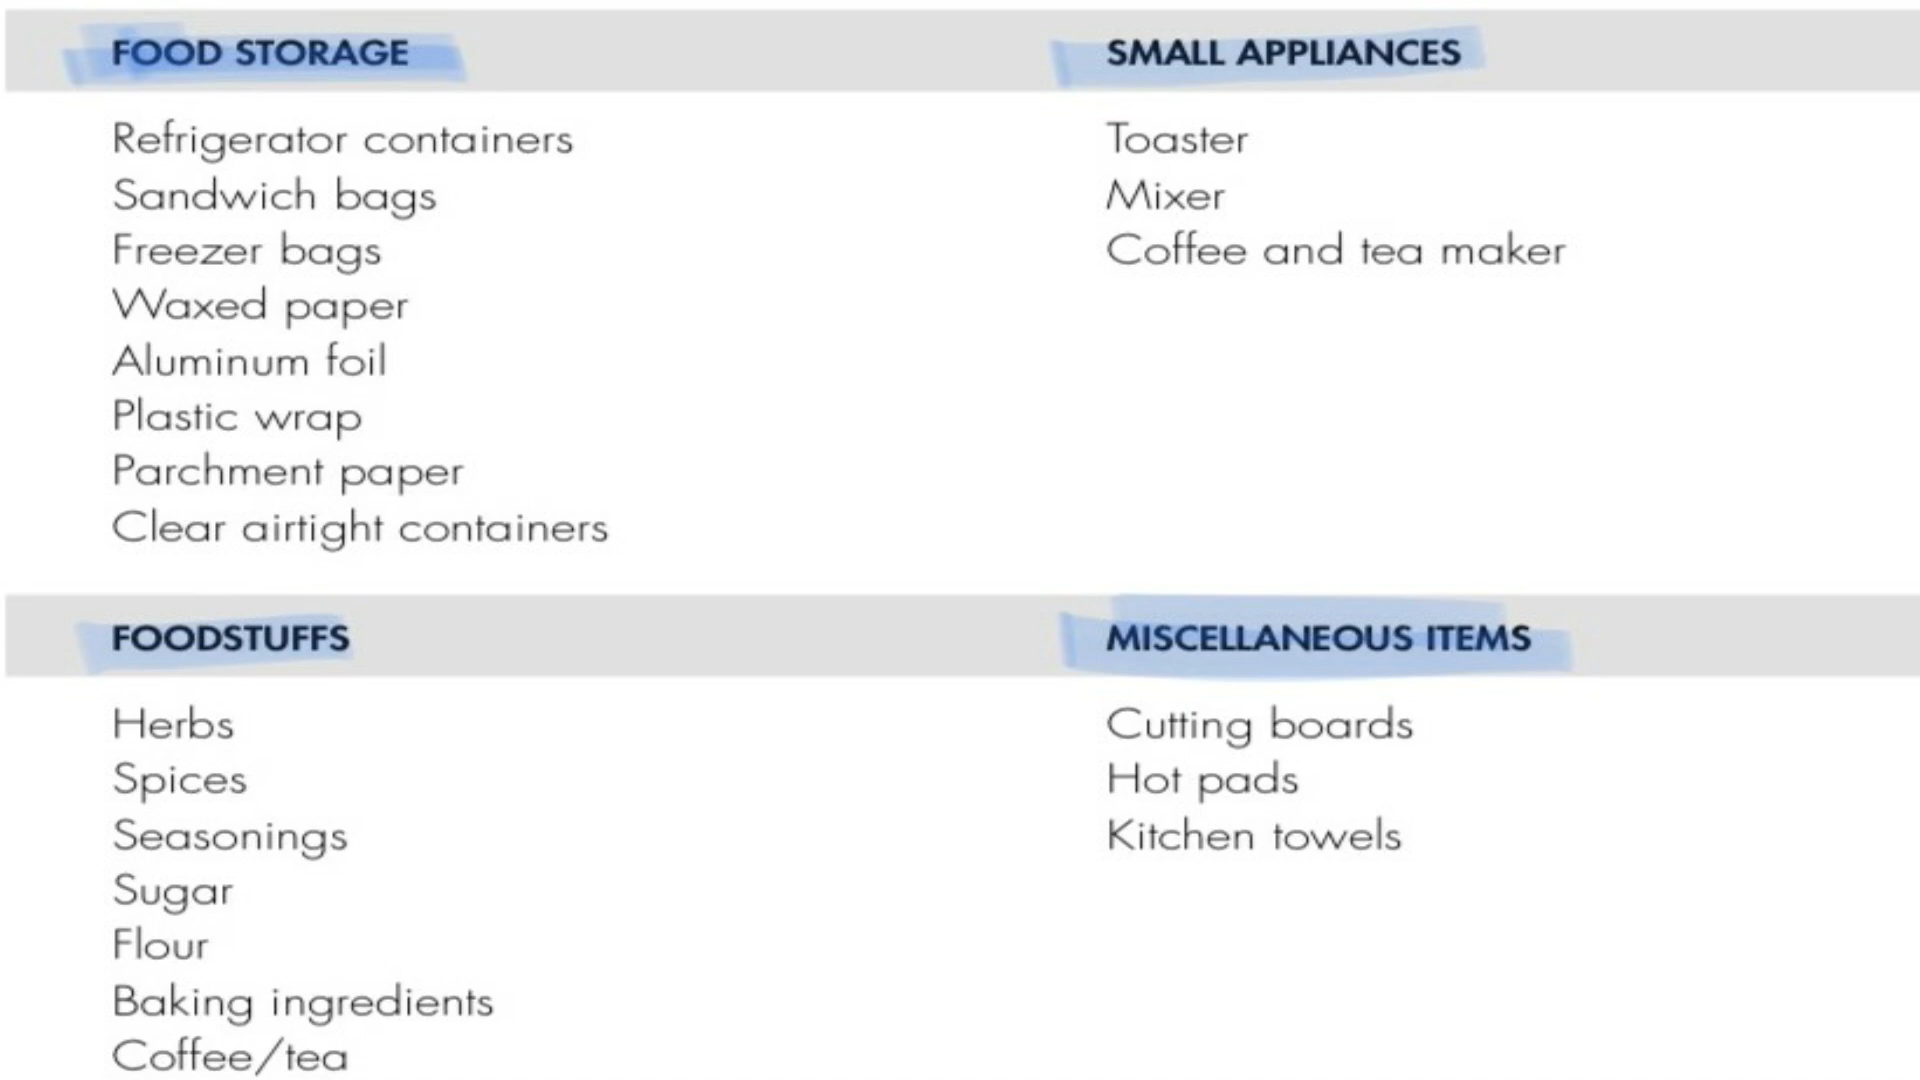 FOOD STORAGE
Refrigerator containers
Sandwich bags
Freezer bags
Waxed paper
Aluminum foil
Plastic wrap
Parchment paper
Clear airtight containers
SMALL APPLIANCES
Toaster
Mixer
Coffee and tea maker
FOODSTUFFS
Herbs
Spices
Seasonings
Sugar
Flour
Baking ingredients
Coffee/tea
MISCELLANEOUS ITEMS
Cutting boards
Hot pads
Kitchen towels